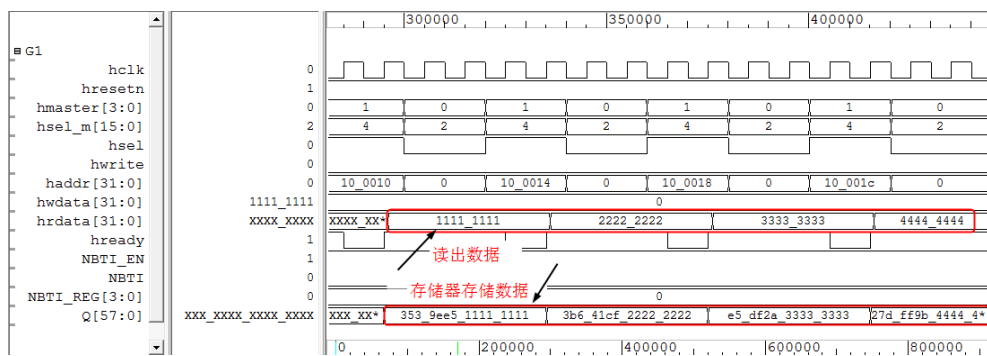 300000 350000 400000
G1
hclk 0
hresetn 1
hmaster[3:0] 0 1 0 1 0 1 0 1 0
hsel_m[15:0] 2 4 2 4 2 4 2 4 2
hsel 0
hwrite 0
haddr[31:0] 0 10_0010 0 10_0014 0 10_0018 0 10_001c 0
hwdata[31:0] 1111_1111 0
hrdata[31:0] XXXX_XXXX XXXX_XX* 1111_1111 2222_2222 3333_3333 4444_4444
hready 1
读出数据
NBTI_EN 1
NBTI 0
存储器存储数据
NBTI_REG[3:0] 0 0
Q[57:0] XXX_XXXX_XXXX_XXXX XXX_XX* 353_9ee5_1111_1111 3b6_41cf_2222_2222 e5_df2a_3333_3333 27d_ff9b_4444_4*
0 200000 400000 600000 800000